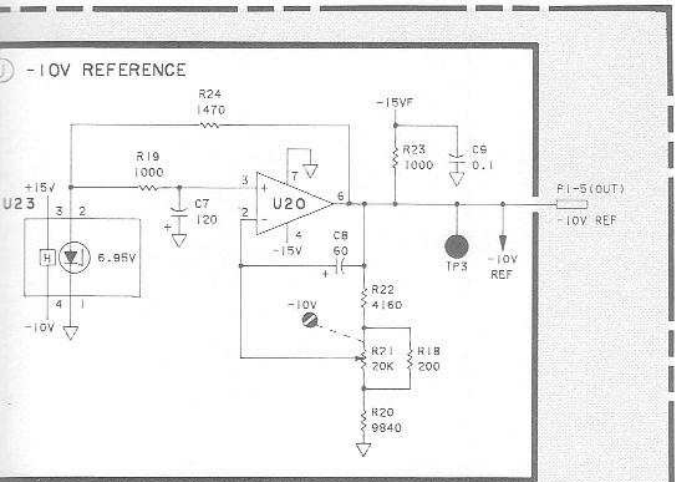 -10V REFERENCE
R24
1470
-15VF
R19
1000
R23
1000
C9
0.1
+15V
U23
3 2
C7
120
+
3
+
7
U20
6
2
-
4
-15V
P1-5(OUT)
-10V REF
H
6.95V
C8
60
+
TP3
-10V
REF
4 1
-10V
R22
4160
-10V
R21
20K
R18
200
R20
9840